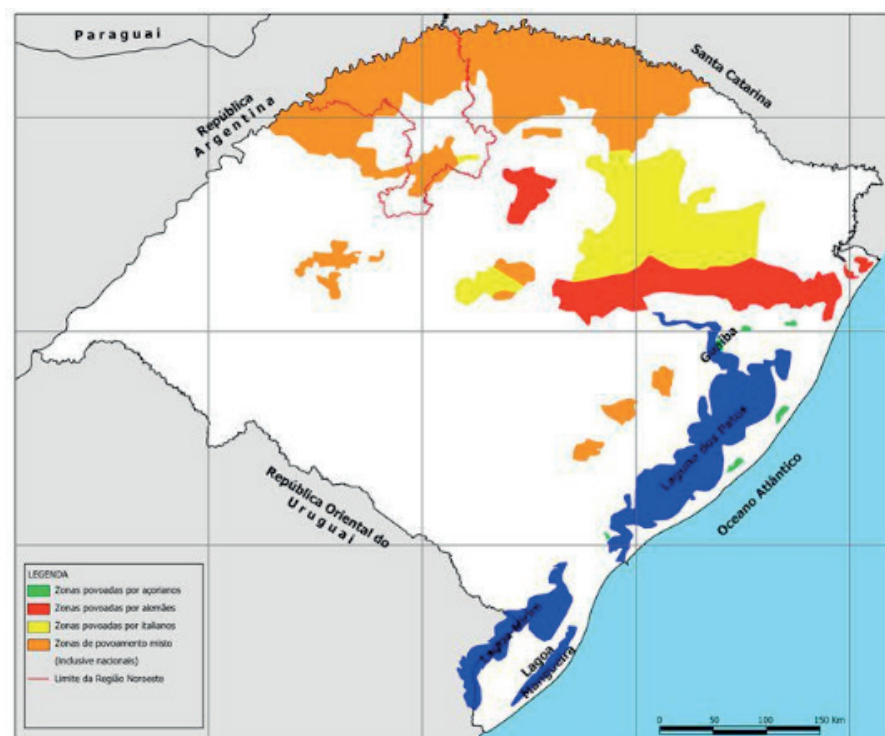 Paraguai
Santa Catarina
República
Argentina
Guaíba
Laguna dos Patos
Oceano Atlântico
República Oriental do
Uruguai
Lagoa Mirim
Lagoa
Mangueira
LEGENDA
Zonas povoadas por açorianos
Zonas povoadas por alemães
Zonas povoadas por italianos
Zonas de povoamento misto
(Inclusive nacionais)
Limite da Região Noroeste
0 50 100 150 Km